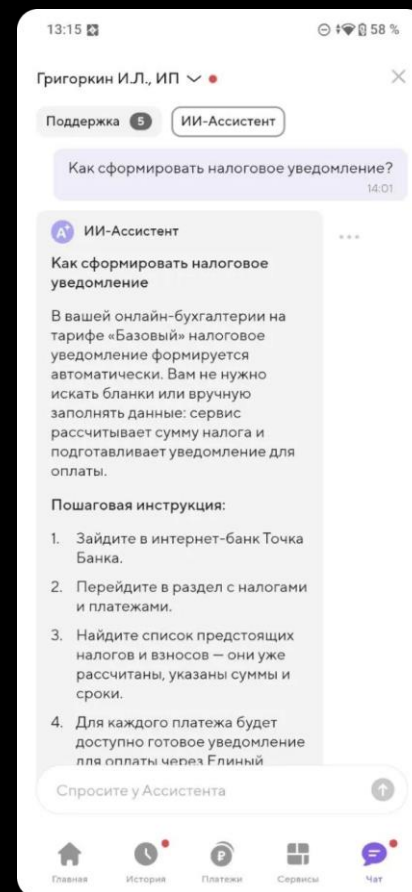 13:15
58 %
Григоркин И.Л., ИП
Поддержка 5 ИИ-Ассистент
Как сформировать налоговое уведомление?
14:01
ИИ-Ассистент
Как сформировать налоговое
уведомление
В вашей онлайн-бухгалтерии на
тарифе «Базовый» налоговое
уведомление формируется
автоматически. Вам не нужно
искать бланки или вручную
заполнять данные: сервис
рассчитывает сумму налога и
подготавливает уведомление для
оплаты.
Пошаговая инструкция:
1. Зайдите в интернет-банк Точка
Банка.
2. Перейдите в раздел с налогами
и платежами.
3. Найдите список предстоящих
налогов и взносов — они уже
рассчитаны, указаны суммы и
сроки.
4. Для каждого платежа будет
доступно готовое уведомление
для оплаты через Единый
Спросите у Ассистента
Главная История Платежи Сервисы Чат